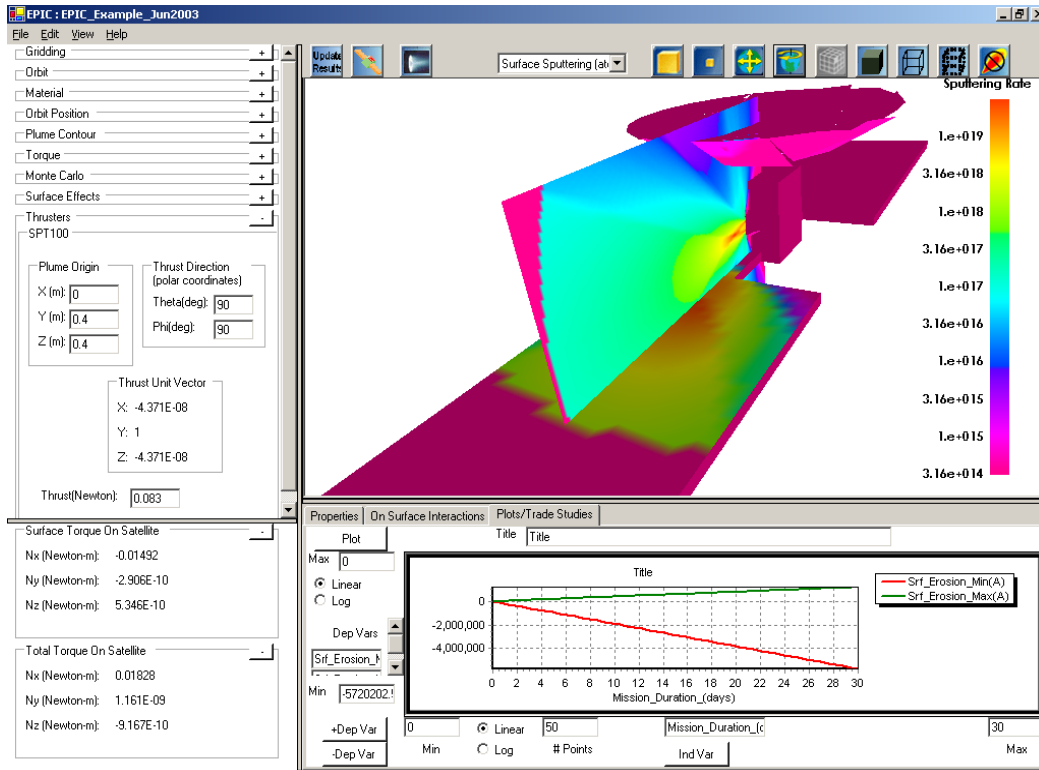 EPIC : EPIC_Example_Jun2003
File Edit View Help
Gridding +
Orbit +
Material +
Orbit Position +
Plume Contour +
Torque +
Monte Carlo +
Surface Effects +
Thrusters -
SPT100
Plume Origin
X (m): 0
Y (m): 0.4
Z (m): 0.4
Thrust Direction
(polar coordinates)
Theta(deg): 90
Phi(deg): 90
Thrust Unit Vector
X: -4.371E-08
Y: 1
Z: -4.371E-08
Thrust(Newton): 0.083
Surface Torque On Satellite -
Nx (Newton-m): -0.01492
Ny (Newton-m): -2.906E-10
Nz (Newton-m): 5.346E-10
Total Torque On Satellite -
Nx (Newton-m): 0.01828
Ny (Newton-m): 1.161E-09
Nz (Newton-m): -9.167E-10
Update
Results
Surface Sputtering (at
Sputtering Rate
1.e+019
3.16e+018
1.e+018
3.16e+017
1.e+017
3.16e+016
1.e+016
3.16e+015
1.e+015
3.16e+014
Properties On Surface Interactions Plots/Trade Studies
Plot
Title Title
Max 0
Linear
Log
Dep Vars
Srf_Erosion_M
Min -5720202.
+Dep Var
-Dep Var
Title
0
-2,000,000
-4,000,000
0 2 4 6 8 10 12 14 16 18 20 22 24 26 28 30
Mission_Duration_(days)
Srf_Erosion_Min(A)
Srf_Erosion_Max(A)
0
Min
Linear
Log
50
# Points
Mission_Duration_(c
Ind Var
30
Max